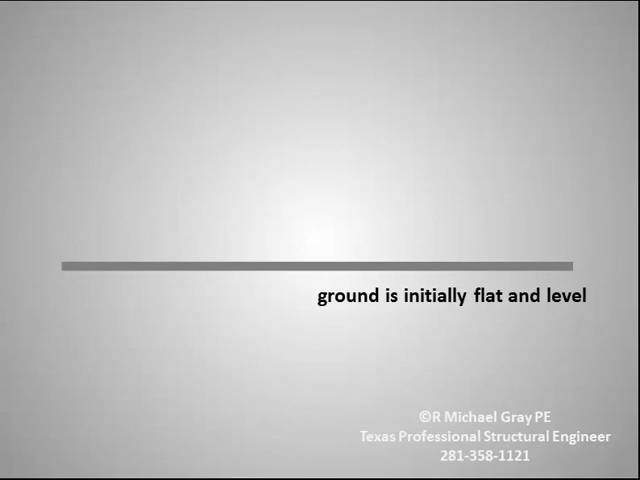 ground is initially flat and level
©R Michael Gray PE
Texas Professional Structural Engineer
281-358-1121